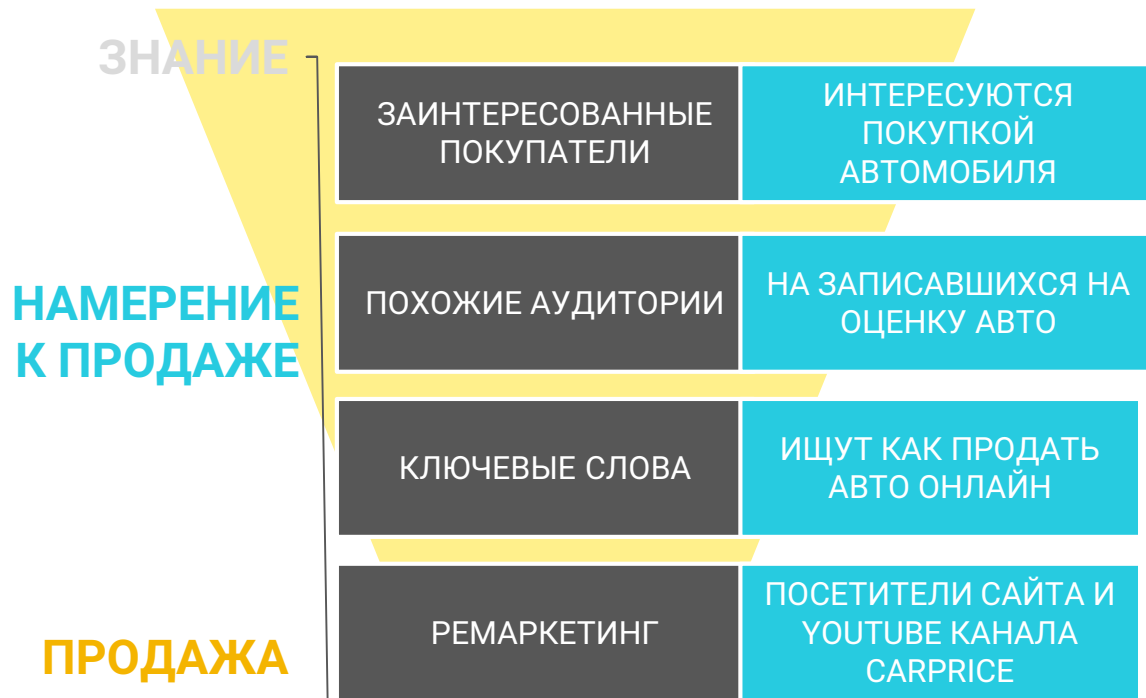 ЗНАНИЕ
ЗАИНТЕРЕСОВАННЫЕ
ПОКУПАТЕЛИ
ИНТЕРЕСУЮТСЯ
ПОКУПКОЙ
АВТОМОБИЛЯ
НАМЕРЕНИЕ
К ПРОДАЖЕ
ПОХОЖИЕ АУДИТОРИИ
НА ЗАПИСАВШИХСЯ НА
ОЦЕНКУ АВТО
КЛЮЧЕВЫЕ СЛОВА
ИЩУТ КАК ПРОДАТЬ
АВТО ОНЛАЙН
ПРОДАЖА
РЕМАРКЕТИНГ
ПОСЕТИТЕЛИ САЙТА И
YOUTUBE КАНАЛА
CARPRICE